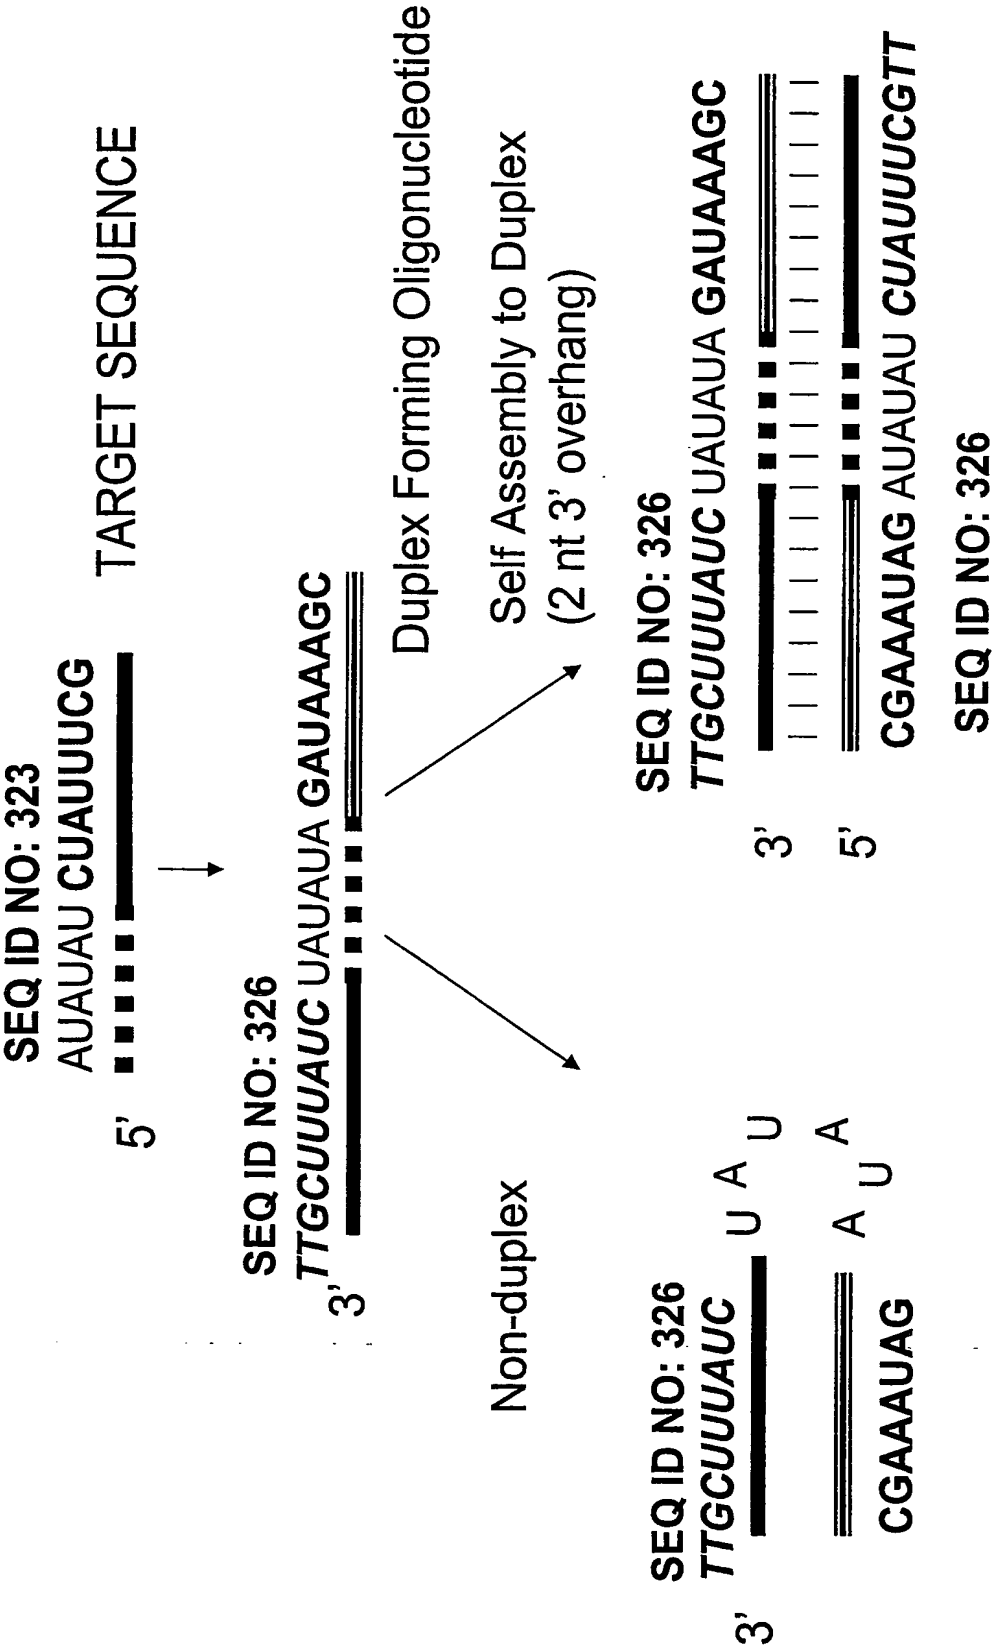 SEQ ID NO: 323
AUAUAU CUAUUUCG
5'
TARGET SEQUENCE
SEQ ID NO: 326
TTGCUUUAUC UAUAUA GAUAAAGC
3'
Duplex Forming Oligonucleotide
Non-duplex
Self Assembly to Duplex
(2 nt 3' overhang)
SEQ ID NO: 326
TTGCUUUAUC
3'
U A U
A U A
CGAAAUAG
SEQ ID NO: 326
TTGCUUUAUC UAUAUA GAUAAAGC
3'
5'
CGAAAUAG AUAUAU CUAUUUCGTT
SEQ ID NO: 326